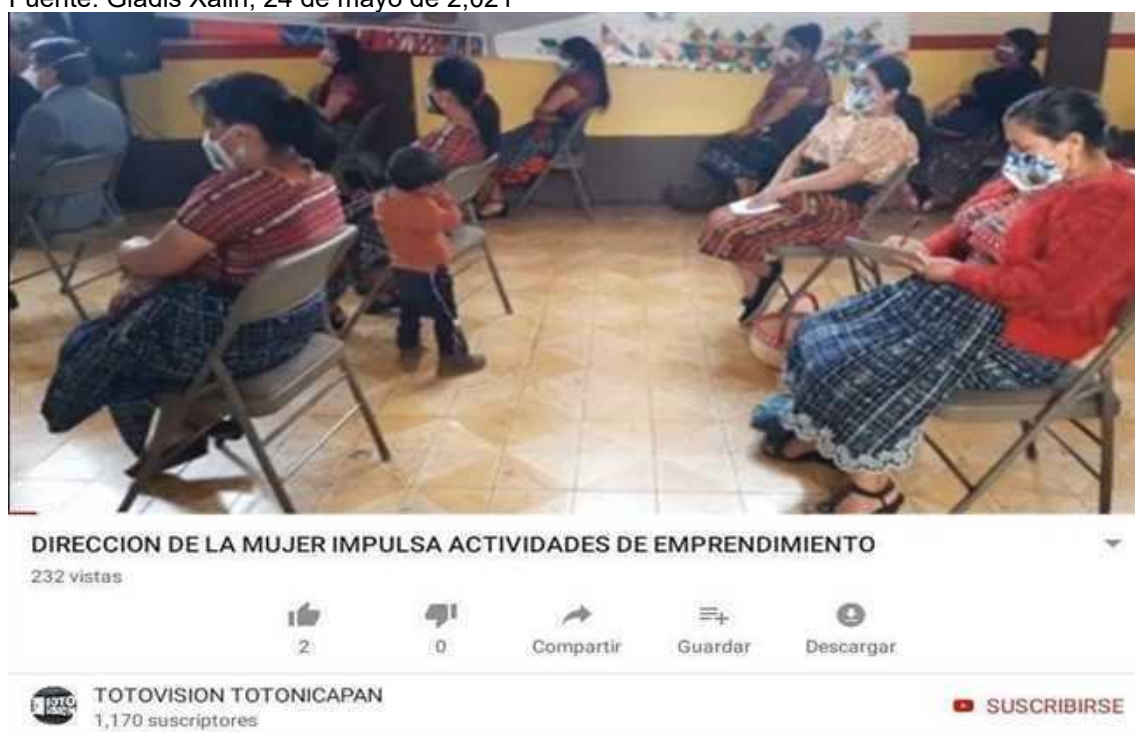 Fuente: Gladis Xalin, 24 de mayo de 2,021
DIRECCION DE LA MUJER IMPULSA ACTIVIDADES DE EMPRENDIMIENTO
232 vistas
2
0
Compartir
Guardar
Descargar
TOTOVISION TOTONICAPAN
1,170 suscriptores
SUSCRIBIRSE